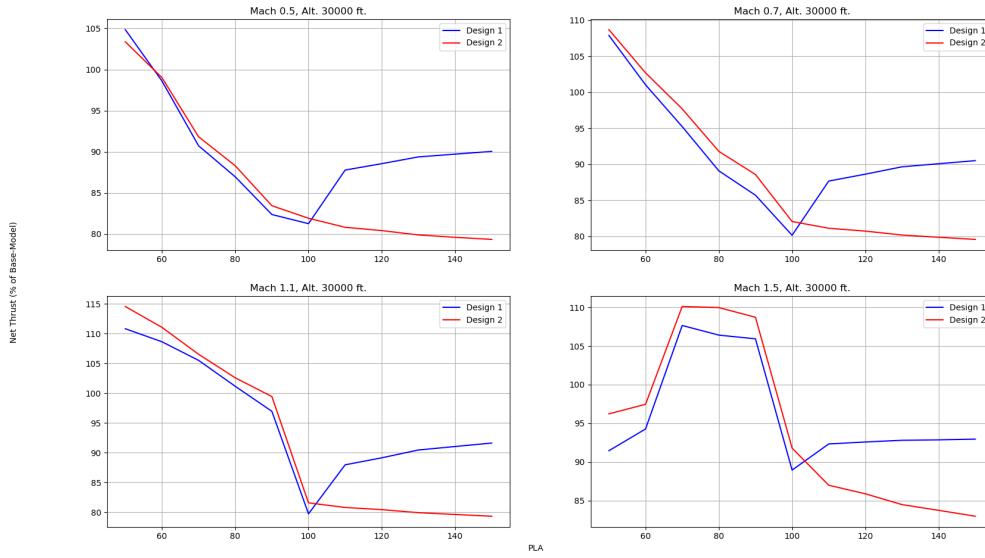 Mach 0.5, Alt. 30000 ft.
Design 1
Design 2
105
100
95
90
85
80
60 80 100 120 140
Mach 0.7, Alt. 30000 ft.
Design 1
Design 2
110
105
100
95
90
85
80
60 80 100 120 140
Net Thrust (% of Base-Model)
Mach 1.1, Alt. 30000 ft.
Design 1
Design 2
115
110
105
100
95
90
85
80
60 80 100 120 140
Mach 1.5, Alt. 30000 ft.
Design 1
Design 2
110
105
100
95
90
85
60 80 100 120 140
PLA